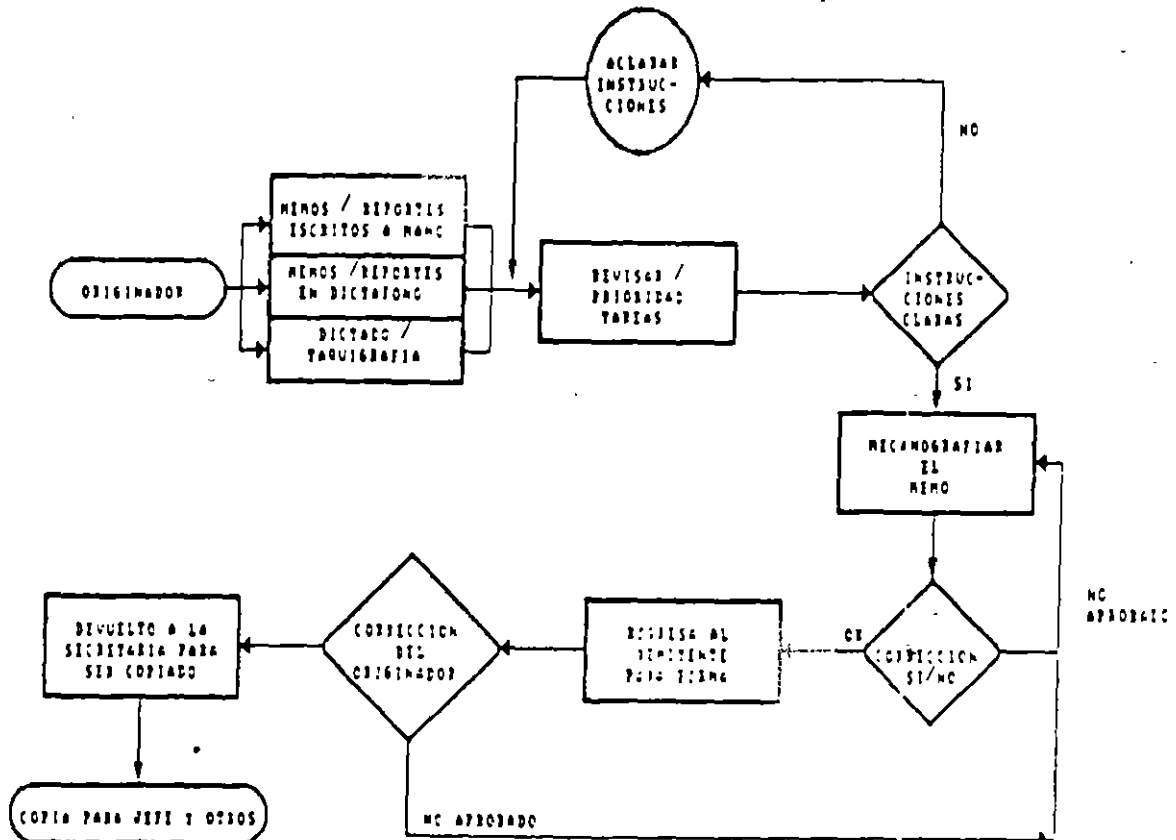 ACLARAR
INSTRUC-
CIONES
NO
MEMOS / REPORTES
ESCRITOS A MANO
ORIGINADOR
MEMOS / REPORTES
EN DICTAFONO
DICTADO /
TAQUIGRAFIA
REVISAR /
PRIORIDAD
TAREAS
INSTRUC-
CIONES
CLARAS
SI
MECANOGRAFIAR
EL
MEMO
NO
APROBADO
DEVUELTO A LA
SECRETARIA PARA
SER COPIADO
CORRECCION
DEL
ORIGINADOR
REGRESA AL
REMITENTE
PARA FIRMA
OK
CORRECCION
SI/NO
COPIA PARA JEFE Y OTROS
NO APROBADO